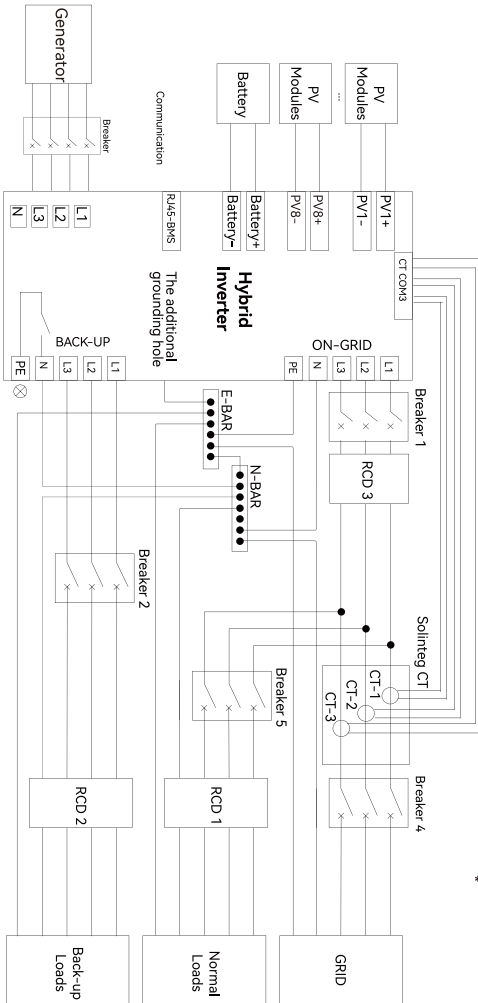 Generator
Breaker
Communication
Battery
PV
Modules
...
PV
Modules
L1
L2
L3
N
RJ45-BMS
Battery+
Battery-
PV8+
PV8-
PV1+
PV1-
CT COM3
Hybrid
Inverter
The additional
grounding hole
BACK-UP
ON-GRID
PE
N
L3
L2
L1
PE
N
L3
L2
L1
E-BAR
N-BAR
Breaker 1
RCD 3
Breaker 2
Solinteg CT
CT-1
CT-2
CT-3
Breaker 5
Breaker 4
RCD 2
RCD 1
Back-up
Loads
Normal
Loads
GRID
*